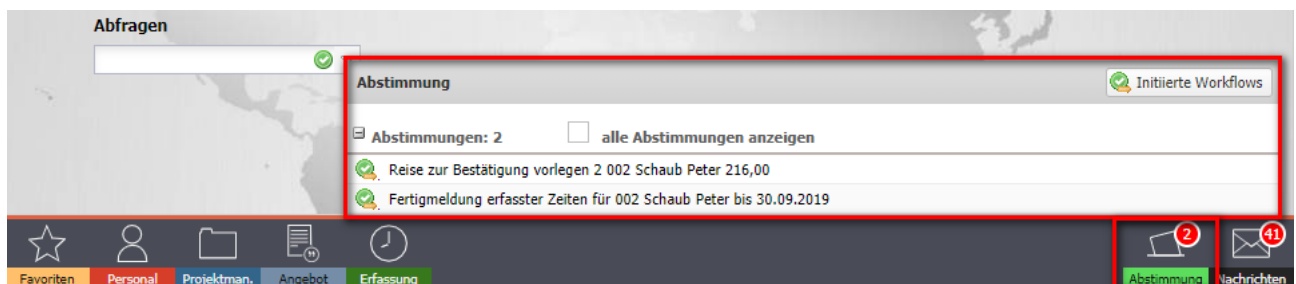 Abfragen
Abstimmung
Initiierte Workflows
Abstimmungen: 2 alle Abstimmungen anzeigen
Reise zur Bestätigung vorlegen 2 002 Schaub Peter 216,00
Fertigmeldung erfasster Zeiten für 002 Schaub Peter bis 30.09.2019
2 41
Favoriten Personal Projektman. Angebot Erfassung Abstimmung Nachrichten